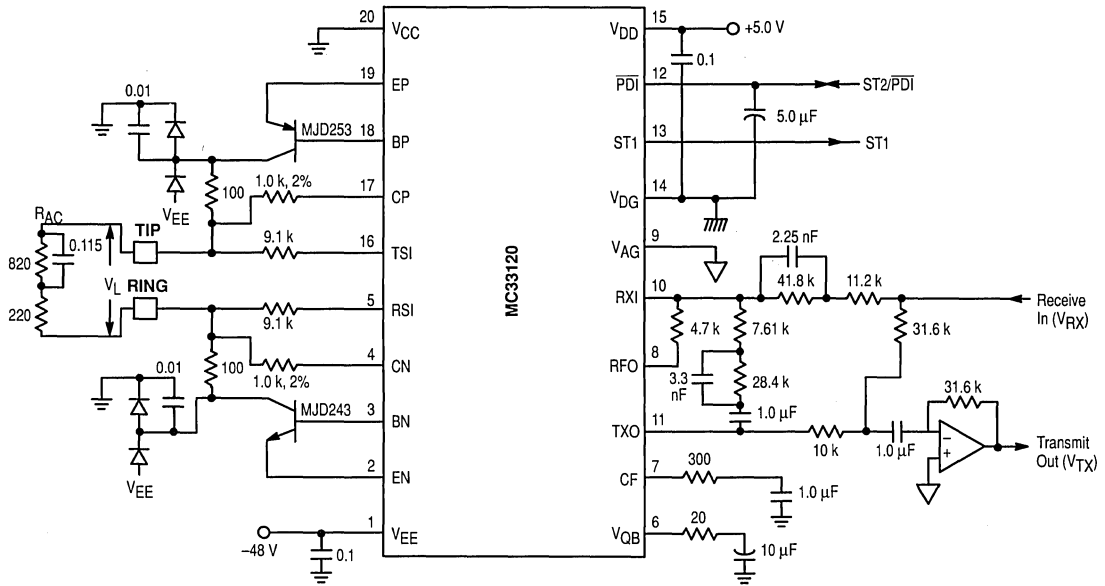 20 VCC
15 VDD
+5.0 V
0.1
19 EP
12 PDI
ST2/PDI
0.01
5.0 µF
MJD253
18 BP
13 ST1
ST1
1.0 k, 2%
17 CP
14 VDG
100
VEE
RAC
TIP
9.1 k
16 TSI
9 VAG
2.25 nF
0.115
820
VL
RING
MC33120
10 RXI
41.8 k
11.2 k
Receive
In (VRX)
220
9.1 k
5 RSI
4.7 k
7.61 k
31.6 k
8 RFO
100
1.0 k, 2%
4 CN
3.3
nF
28.4 k
31.6 k
0.01
1.0 µF
MJD243
3 BN
11 TXO
10 k
1.0 µF
−
+
Transmit
Out (VTX)
VEE
2 EN
7 CF
300
1.0 µF
−48 V
1 VEE
0.1
6 VQB
20
10 µF